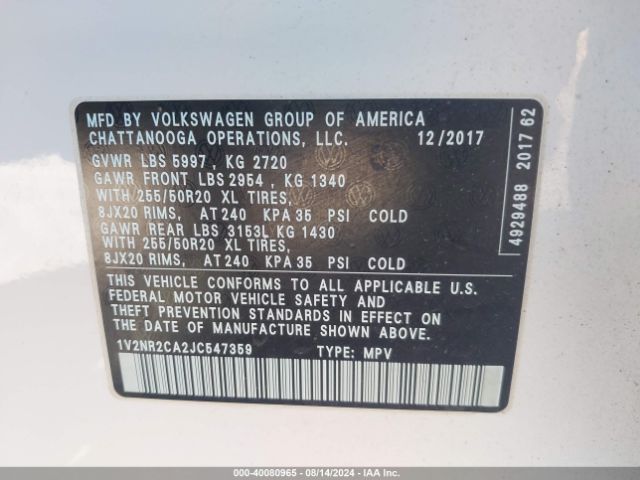 MFD BY VOLKSWAGEN GROUP OF AMERICA
CHATTANOOGA OPERATIONS, LLC. 12/2017
GVWR LBS 5997, KG 2720
GAWR FRONT LBS 2954, KG 1340
WITH 255/50R20 XL TIRES,
8JX20 RIMS, AT 240 KPA 35 PSI COLD
GAWR REAR LBS 3153L KG 1430
WITH 255/50R20 XL TIRES,
8JX20 RIMS, AT 240 KPA 35 PSI COLD
THIS VEHICLE CONFORMS TO ALL APPLICABLE U.S.
FEDERAL MOTOR VEHICLE SAFETY AND
THEFT PREVENTION STANDARDS IN EFFECT ON
THE DATE OF MANUFACTURE SHOWN ABOVE.
1V2NR2CA2JC547359 TYPE: MPV
4929488 2017 62
000-40080965 - 08/14/2024 - IAA Inc.